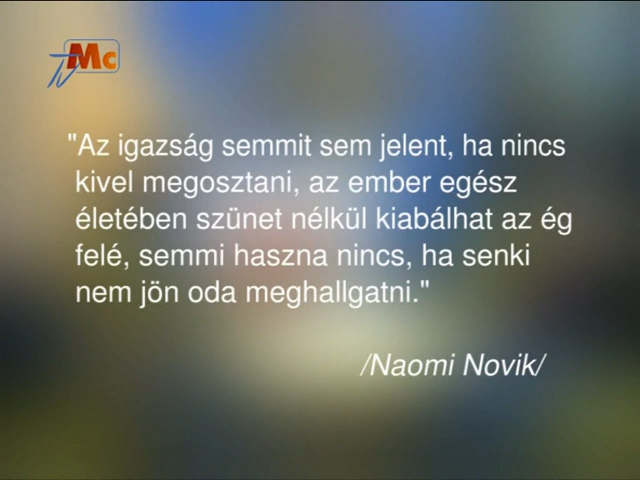 TV Mc
"Az igazság semmit sem jelent, ha nincs
kivel megosztani, az ember egész
életében szünet nélkül kiabálhat az ég
felé, semmi haszna nincs, ha senki
nem jön oda meghallgatni."
/Naomi Novik/